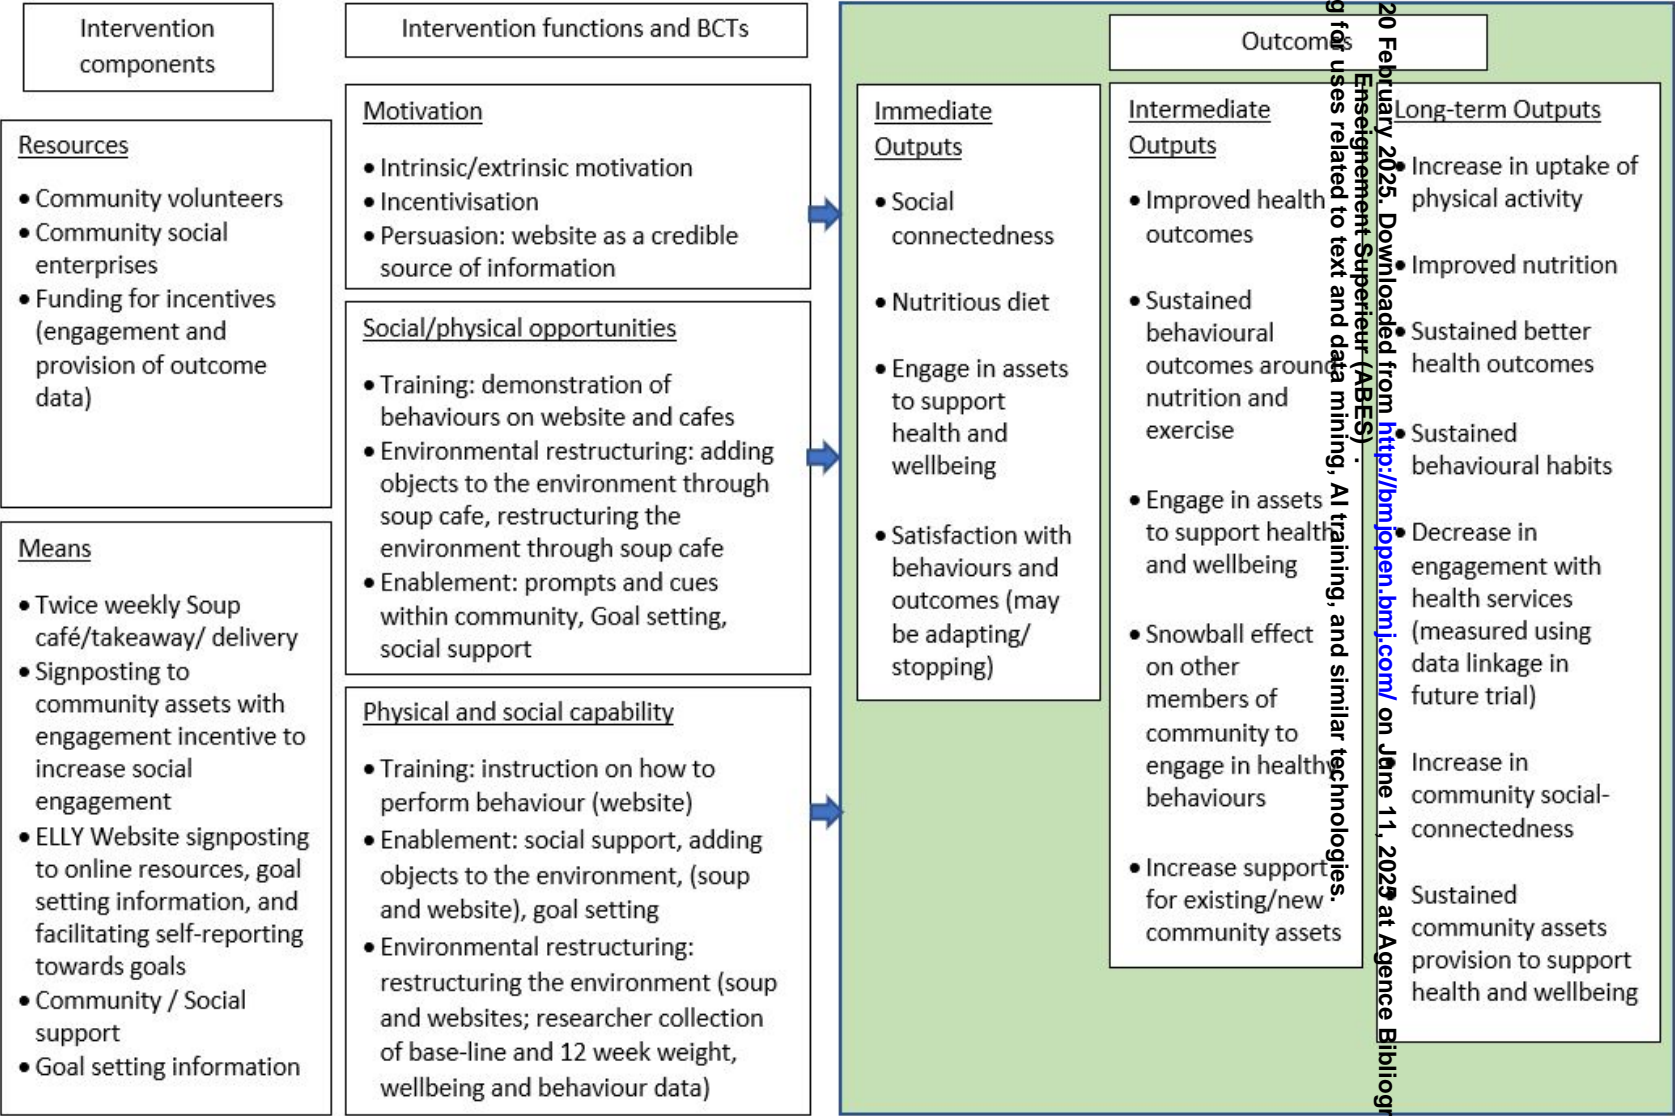 Intervention
components
Resources
• Community volunteers
• Community social
enterprises
• Funding for incentives
(engagement and
provision of outcome
data)
Means
• Twice weekly Soup
café/takeaway/ delivery
• Signposting to
community assets with
engagement incentive to
increase social
engagement
• ELLY Website signposting
to online resources, goal
setting information, and
facilitating self-reporting
towards goals
• Community / Social
support
• Goal setting information
Intervention functions and BCTs
Motivation
• Intrinsic/extrinsic motivation
• Incentivisation
• Persuasion: website as a credible
source of information
Social/physical opportunities
• Training: demonstration of
behaviours on website and cafes
• Environmental restructuring: adding
objects to the environment through
soup cafe, restructuring the
environment through soup cafe
• Enablement: prompts and cues
within community, Goal setting,
social support
Physical and social capability
• Training: instruction on how to
perform behaviour (website)
• Enablement: social support, adding
objects to the environment, (soup
and website), goal setting
• Environmental restructuring:
restructuring the environment (soup
and websites; researcher collection
of base-line and 12 week weight,
wellbeing and behaviour data)
Outcomes
Immediate
Outputs
• Social
connectedness
• Nutritious diet
• Engage in assets
to support
health and
wellbeing
• Satisfaction with
behaviours and
outcomes (may
be adapting/
stopping)
Intermediate
Outputs
• Improved health
outcomes
• Sustained
behavioural
outcomes around
nutrition and
exercise
• Engage in assets
to support health
and wellbeing
• Snowball effect
on other
members of
community to
engage in healthy
behaviours
• Increase support
for existing/new
community assets
Long-term Outputs
• Increase in uptake of
physical activity
• Improved nutrition
• Sustained better
health outcomes
• Sustained
behavioural habits
• Decrease in
engagement with
health services
(measured using
data linkage in
future trial)
• Increase in
community social-
connectedness
• Sustained
community assets
provision to support
health and wellbeing
20 February 2025. Downloaded from http://bmjopen.bmj.com/ on June 11, 2025 at Agence Bibliogr
Enseignement Superieur (ABES) .
g for uses related to text and data mining, AI training, and similar technologies.